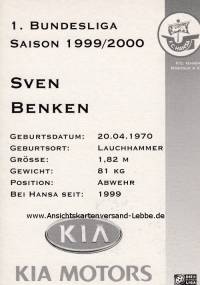 1. Bundesliga
Saison 1999/2000
Sven
Benken
Geburtsdatum: 20.04.1970
Geburtsort: Lauchhammer
Grösse: 1,82 m
Gewicht: 81 kg
Position: Abwehr
Bei Hansa seit: 1999
www.Ansichtskartenversand-Lebbe.de
KIA
KIA MOTORS